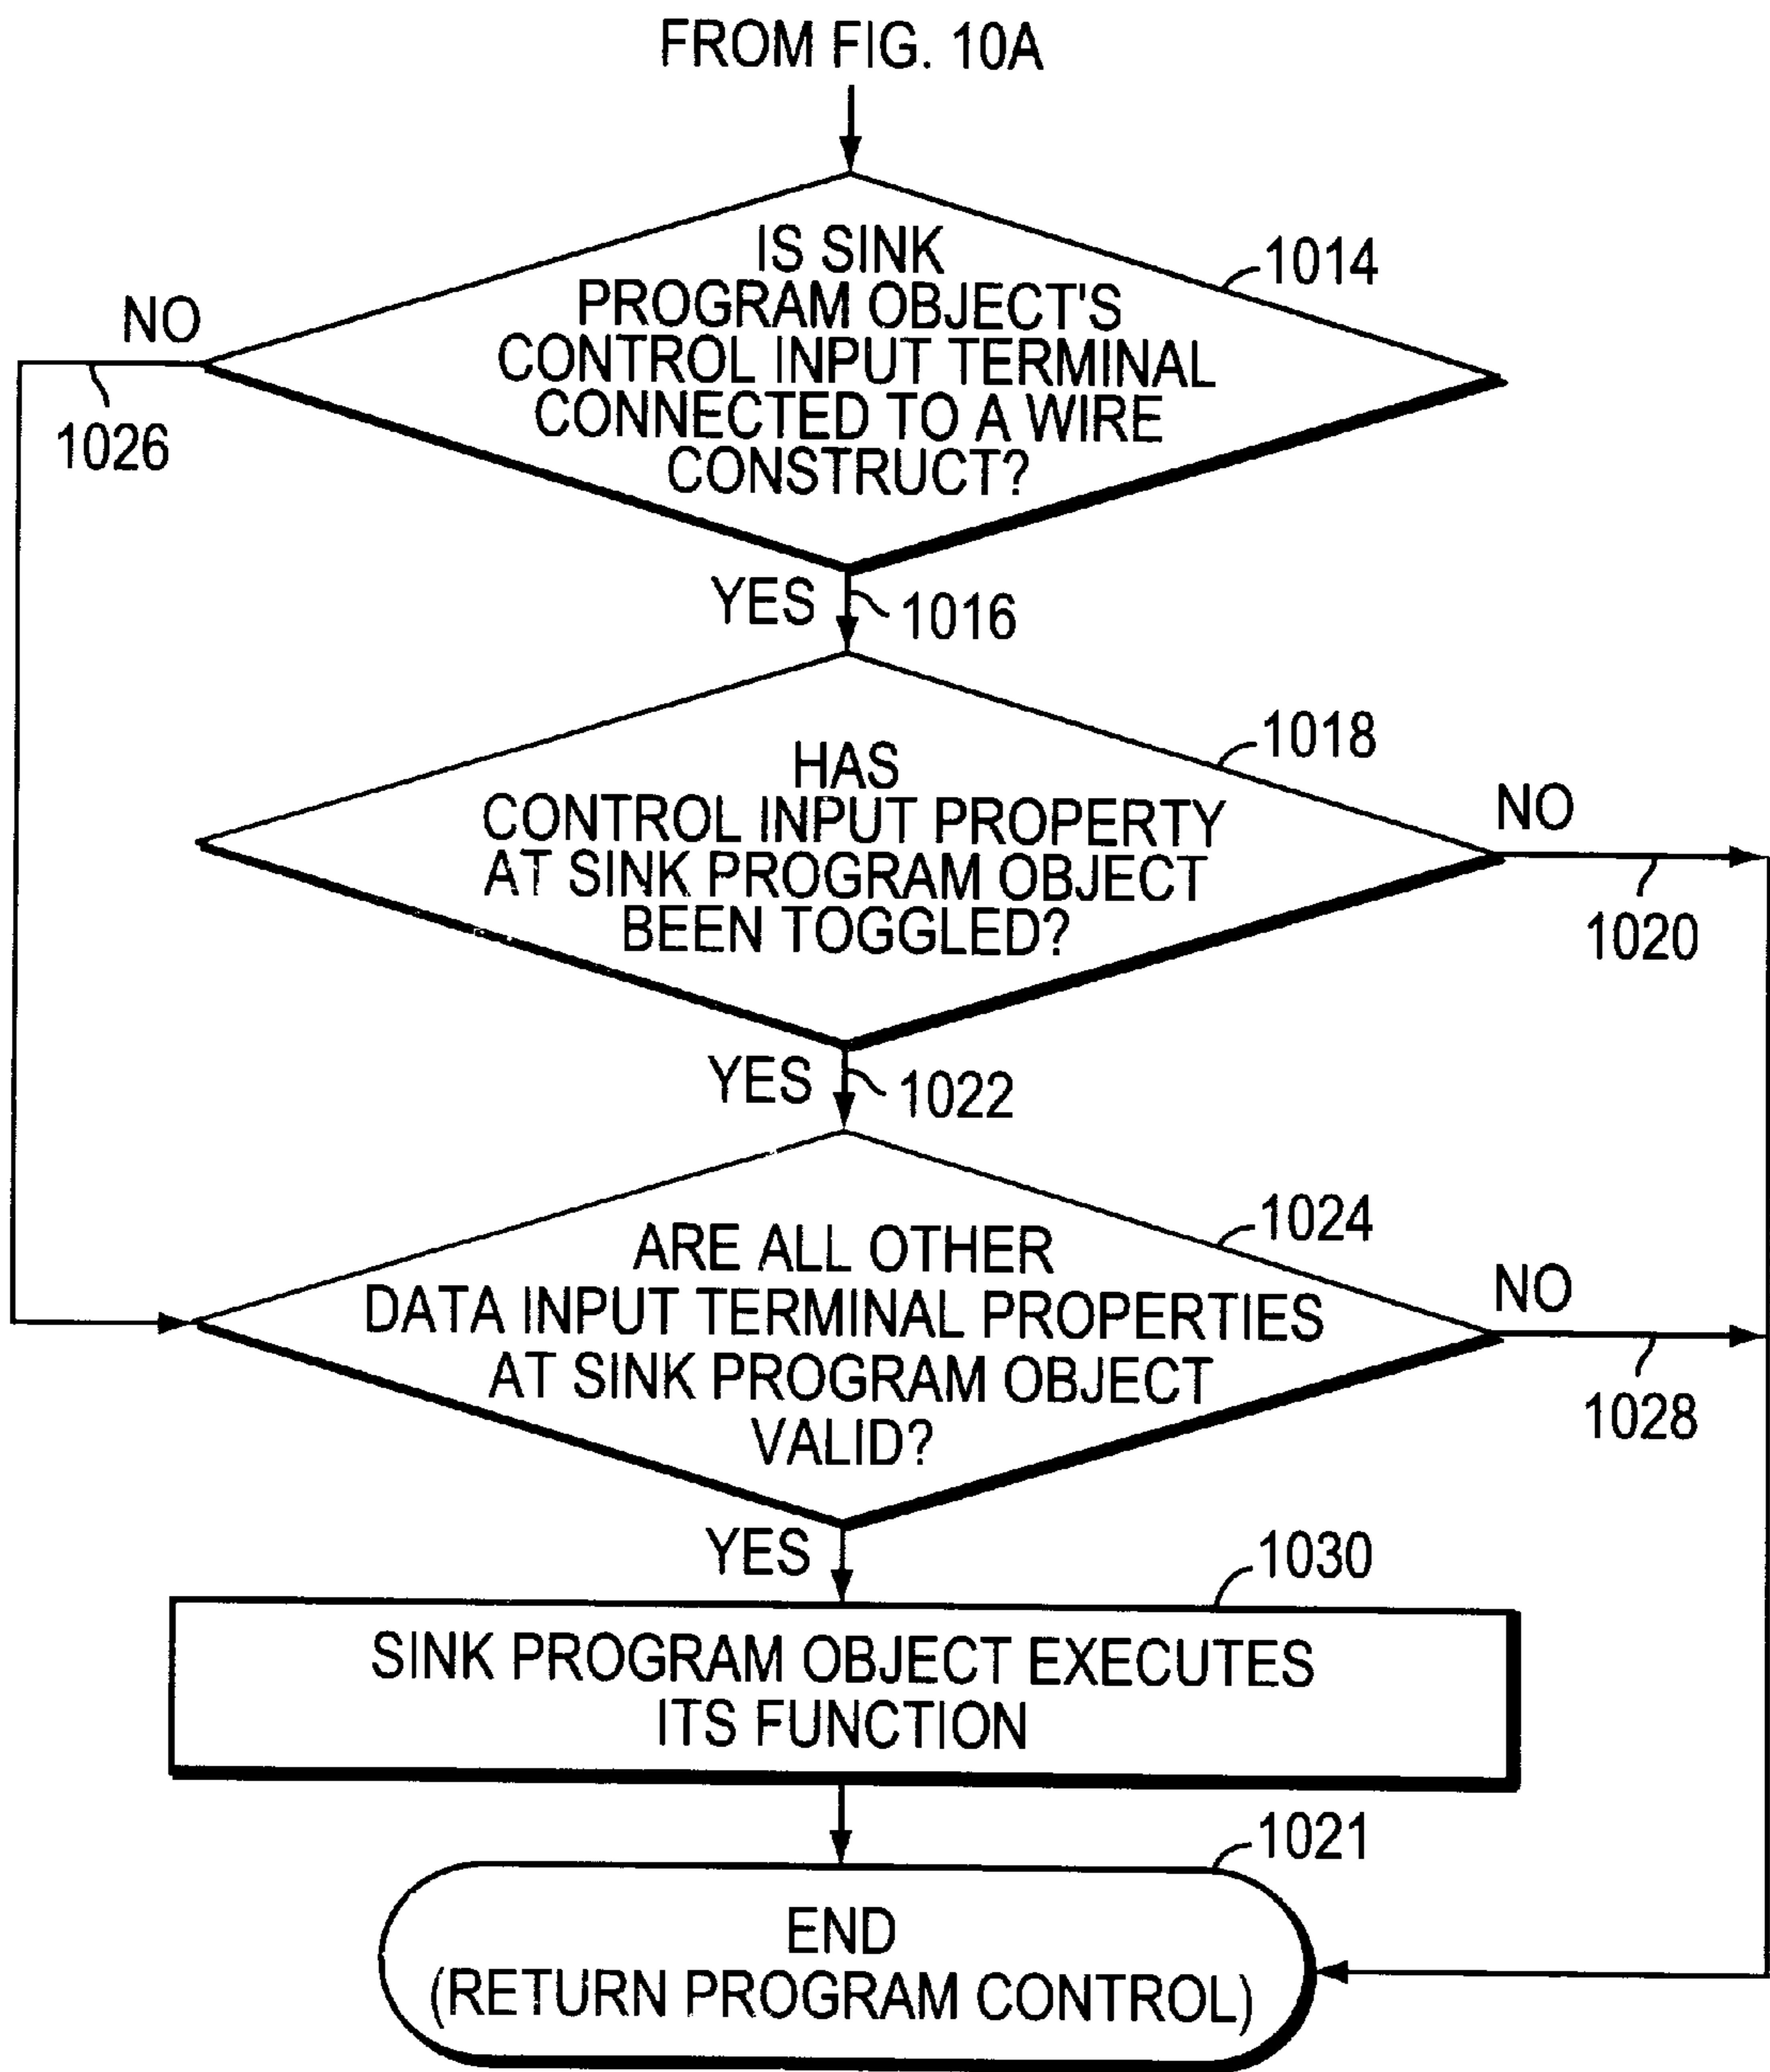 FROM FIG. 10A
IS SINK
PROGRAM OBJECT'S
CONTROL INPUT TERMINAL
CONNECTED TO A WIRE
CONSTRUCT?
1014
NO
1026
YES
1016
HAS
CONTROL INPUT PROPERTY
AT SINK PROGRAM OBJECT
BEEN TOGGLED?
1018
NO
1020
YES
1022
ARE ALL OTHER
DATA INPUT TERMINAL PROPERTIES
AT SINK PROGRAM OBJECT
VALID?
1024
NO
1028
YES
1030
SINK PROGRAM OBJECT EXECUTES
ITS FUNCTION
1021
END
(RETURN PROGRAM CONTROL)